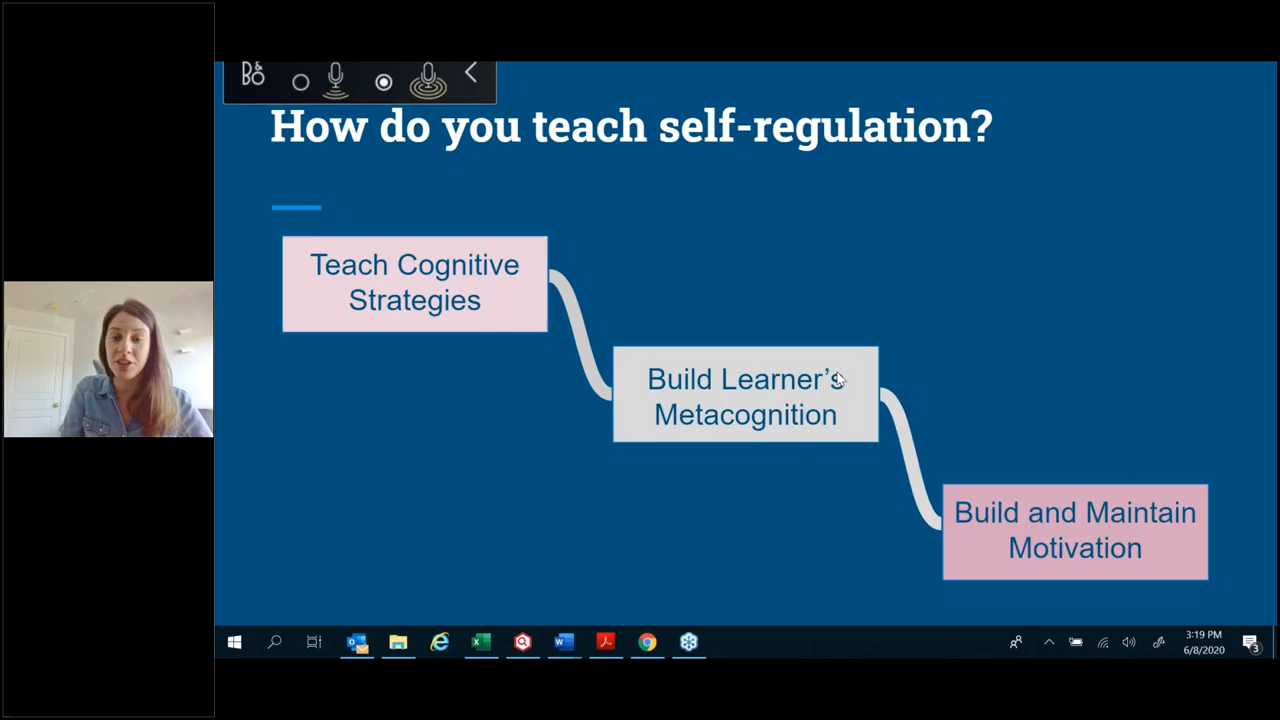 B&O
How do you teach self-regulation?
Teach Cognitive
Strategies
Build Learner's
Metacognition
Build and Maintain
Motivation
3:19 PM
6/8/2020
3